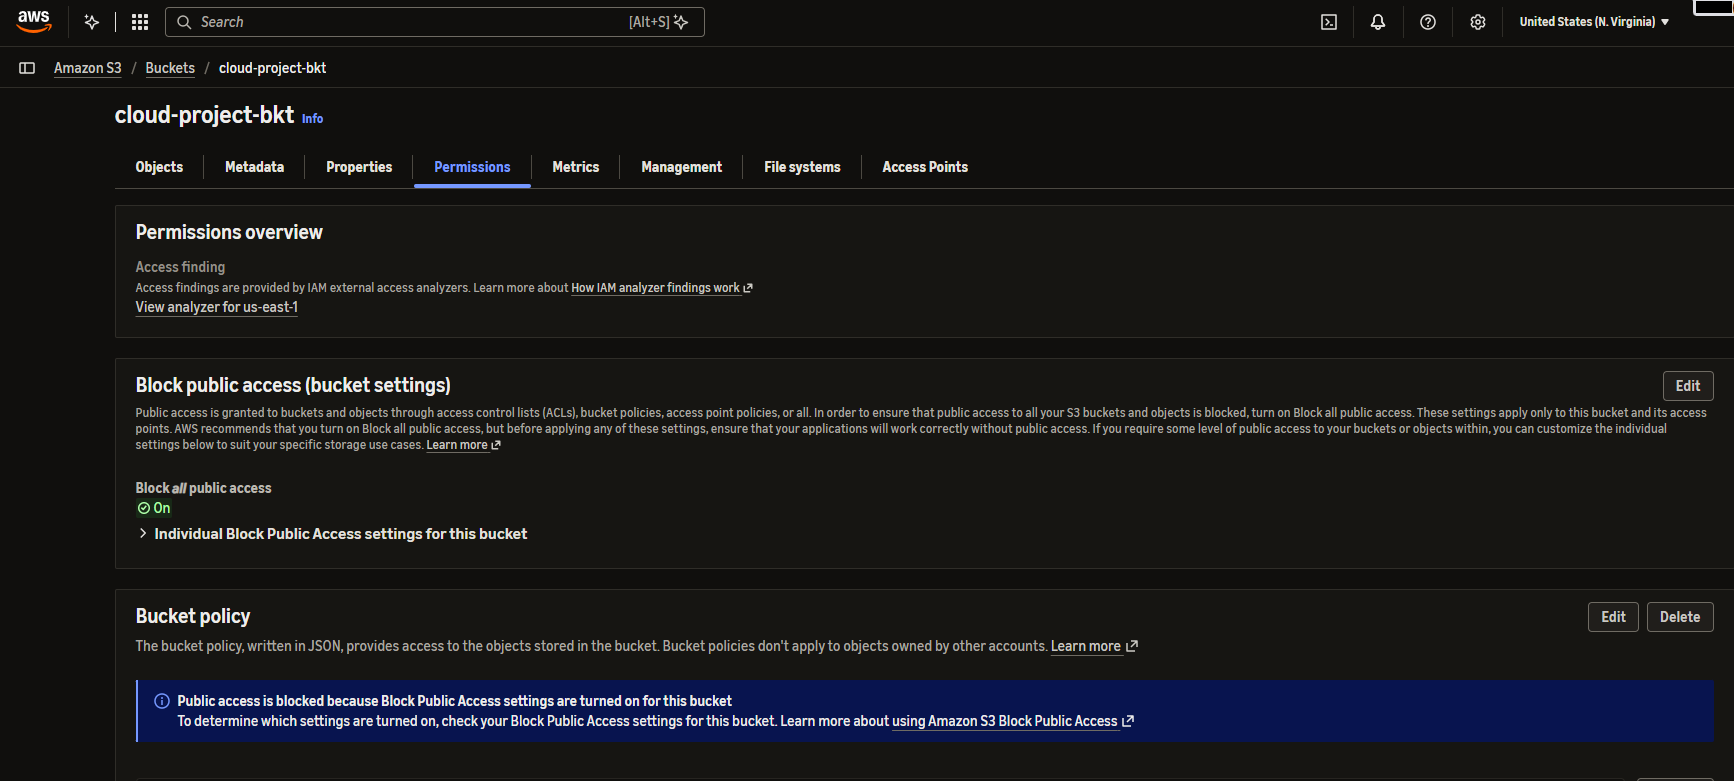 aws
Search [Alt+S]
United States (N. Virginia)
Amazon S3 / Buckets / cloud-project-bkt
cloud-project-bkt Info
Objects Metadata Properties Permissions Metrics Management File systems Access Points
Permissions overview
Access finding
Access findings are provided by IAM external access analyzers. Learn more about How IAM analyzer findings work
View analyzer for us-east-1
Block public access (bucket settings)
Edit
Public access is granted to buckets and objects through access control lists (ACLs), bucket policies, access point policies, or all. In order to ensure that public access to all your S3 buckets and objects is blocked, turn on Block all public access. These settings apply only to this bucket and its access
points. AWS recommends that you turn on Block all public access, but before applying any of these settings, ensure that your applications will work correctly without public access. If you require some level of public access to your buckets or objects within, you can customize the individual
settings below to suit your specific storage use cases. Learn more
Block all public access
On
Individual Block Public Access settings for this bucket
Bucket policy
Edit Delete
The bucket policy, written in JSON, provides access to the objects stored in the bucket. Bucket policies don't apply to objects owned by other accounts. Learn more
Public access is blocked because Block Public Access settings are turned on for this bucket
To determine which settings are turned on, check your Block Public Access settings for this bucket. Learn more about using Amazon S3 Block Public Access